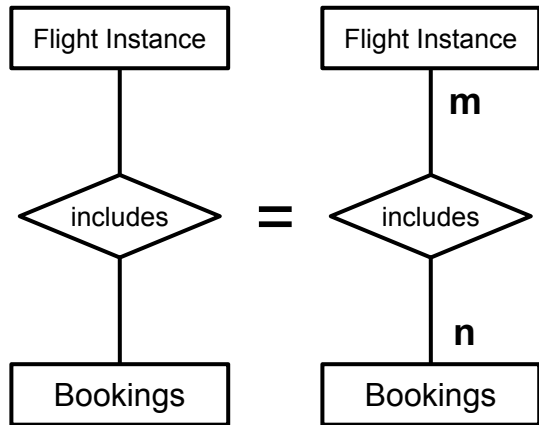 Flight Instance
includes
Bookings
=
Flight Instance
m
includes
n
Bookings